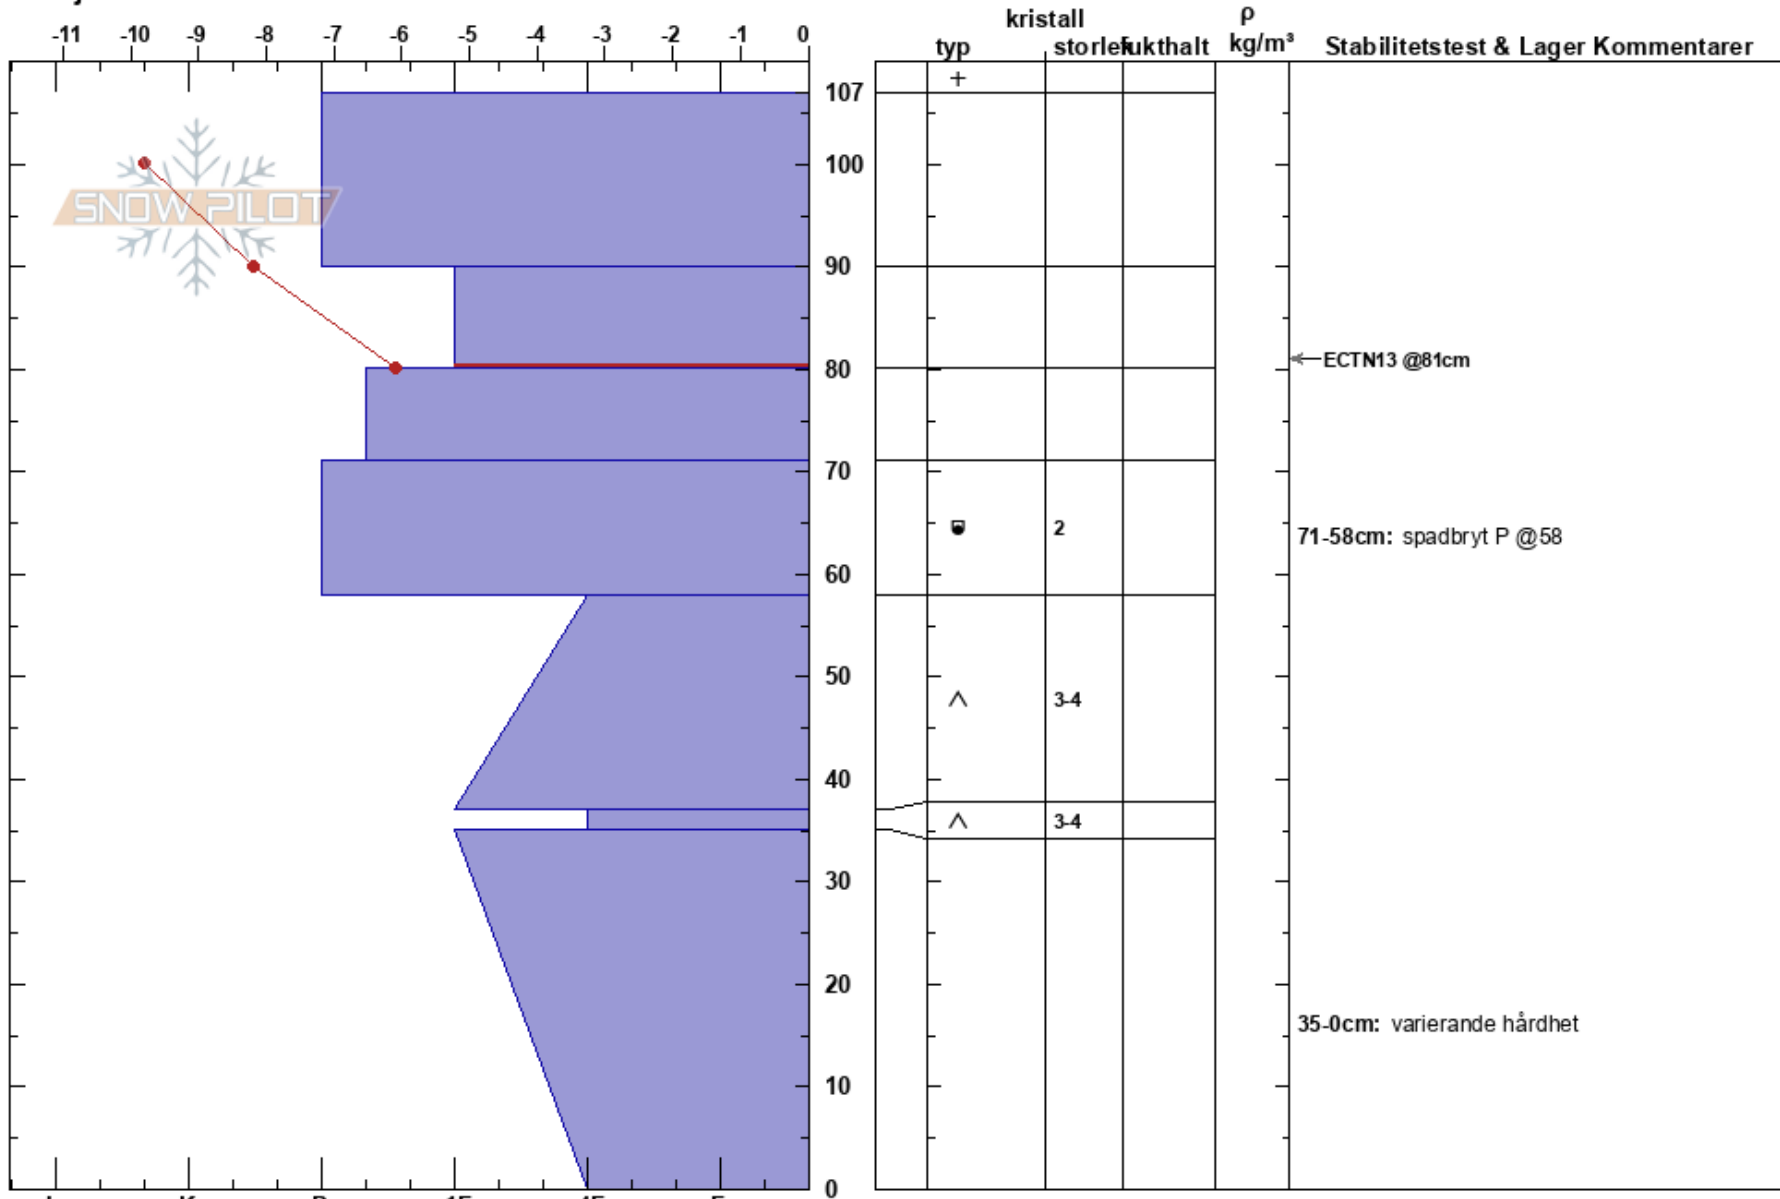 kristall ρ
-11 -10 -9 -8 -7 -6 -5 -4 -3 -2 -1 0 typ storlek fukthalt kg/m³ Stabilitetstest & Lager Kommentarer
+
107
100
SNOW PILOT
90
80 ECTN13 @81cm
70
2 71-58cm: spadbryt P @58
60
50
3-4
40
3-4
30
20
35-0cm: varierande hårdhet
10
0